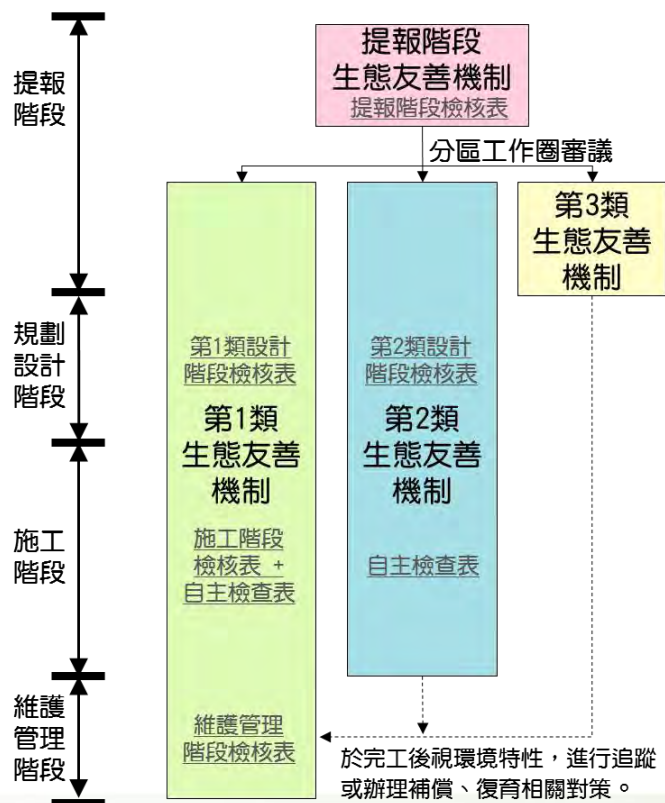 提報
階段
提報階段
生態友善機制
提報階段檢核表
分區工作圈審議
第3類
生態友善
機制
規劃
設計
階段
第1類設計
階段檢核表
第1類
生態友善
機制
第2類設計
階段檢核表
第2類
生態友善
機制
施工
階段
施工階段
檢核表 +
自主檢查表
自主檢查表
維護
管理
階段
維護管理
階段檢核表
於完工後視環境特性，進行追蹤
或辦理補償、復育相關對策。